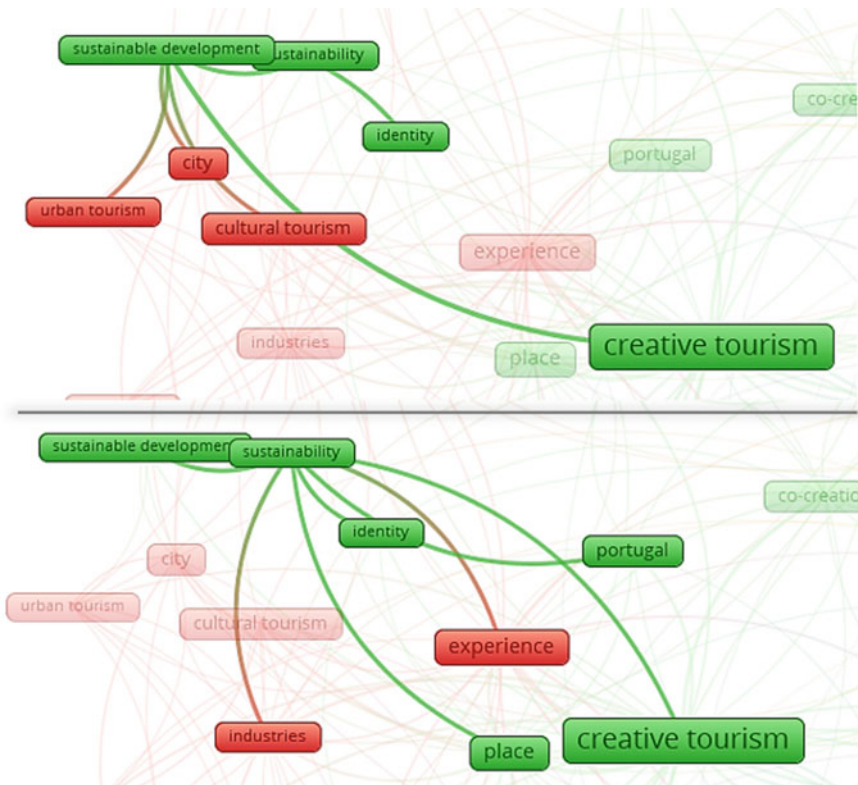 sustainable development
sustainability
co-cre
identity
portugal
city
urban tourism
cultural tourism
experience
industries
creative tourism
place
sustainable developmen
sustainability
co-creatio
identity
portugal
city
urban tourism
cultural tourism
experience
industries
creative tourism
place